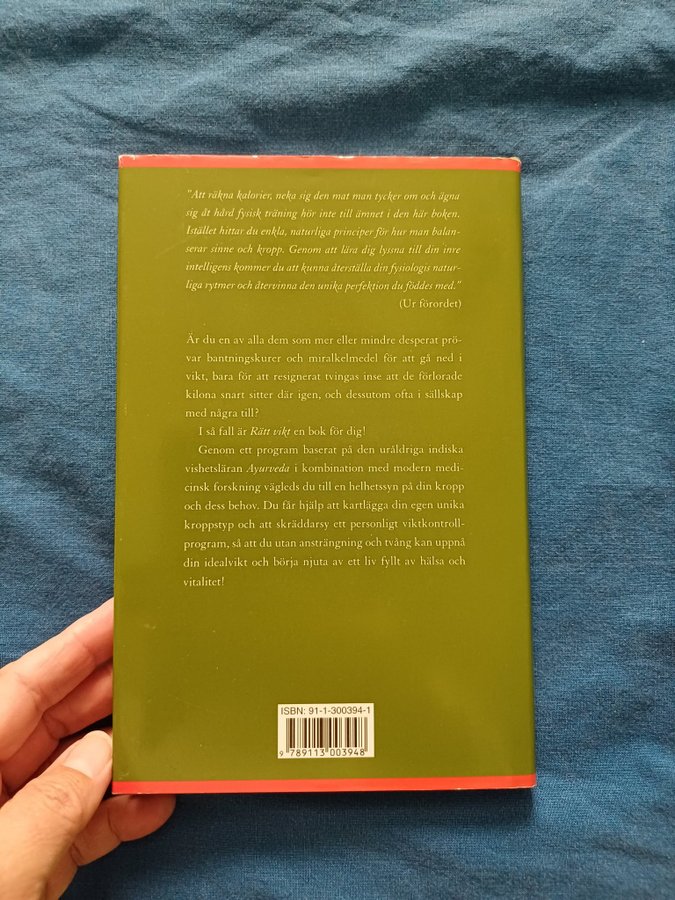 "Att räkna kalorier, neka sig den mat man tycker om och ägna
sig åt hård fysisk träning hör inte till ämnet i den här boken.
Istället hittar du enkla, naturliga principer för hur man balan-
serar sinne och kropp. Genom att lära dig lyssna till din inre
intelligens kommer du att kunna återställa din fysiologis natur-
liga rytmer och återvinna den unika perfektion du föddes med."
(Ur förordet)
Är du en av alla dem som mer eller mindre desperat prö-
var bantningskurer och miralkelmedel för att gå ned i
vikt, bara för att resignerat tvingas inse att de förlorade
kilona snart sitter där igen, och dessutom ofta i sällskap
med några till?
I så fall är Rätt vikt en bok för dig!
Genom ett program baserat på den uråldriga indiska
vishetsläran Ayurveda i kombination med modern medi-
cinsk forskning vägleds du till en helhetssyn på din kropp
och dess behov. Du får hjälp att kartlägga din egen unika
kroppstyp och att skräddarsy ett personligt viktkontroll-
program, så att du utan ansträngning och tvång kan uppnå
din idealvikt och börja njuta av ett liv fyllt av hälsa och
vitalitet!
ISBN: 91-1-300394-1
9 789113 003948